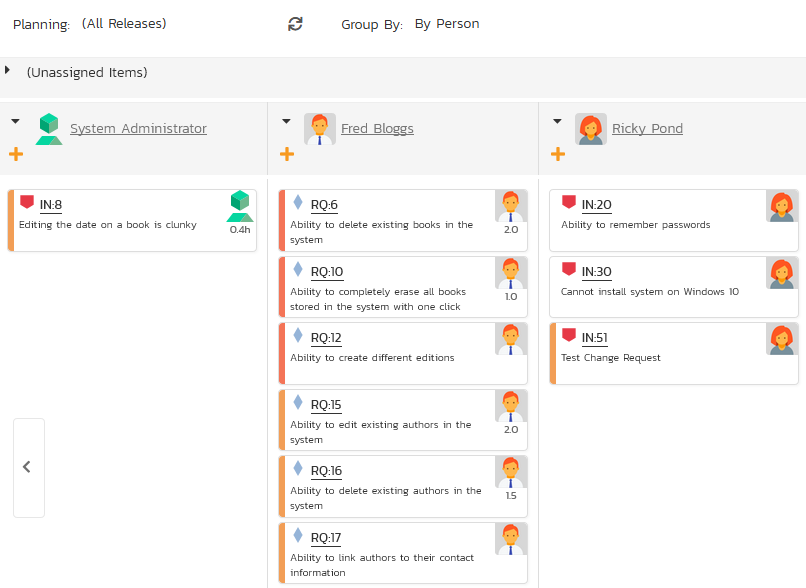 Planning: (All Releases) Group By: By Person
(Unassigned Items)
System Administrator
Fred Bloggs
Ricky Pond
IN:8
Editing the date on a book is clunky
0.4h
RQ:6
Ability to delete existing books in the
system
2.0
RQ:10
Ability to completely erase all books
stored in the system with one click
1.0
RQ:12
Ability to create different editions
RQ:15
Ability to edit existing authors in the
system
2.0
RQ:16
Ability to delete existing authors in the
system
1.5
RQ:17
Ability to link authors to their contact
information
IN:20
Ability to remember passwords
IN:30
Cannot install system on Windows 10
IN:51
Test Change Request